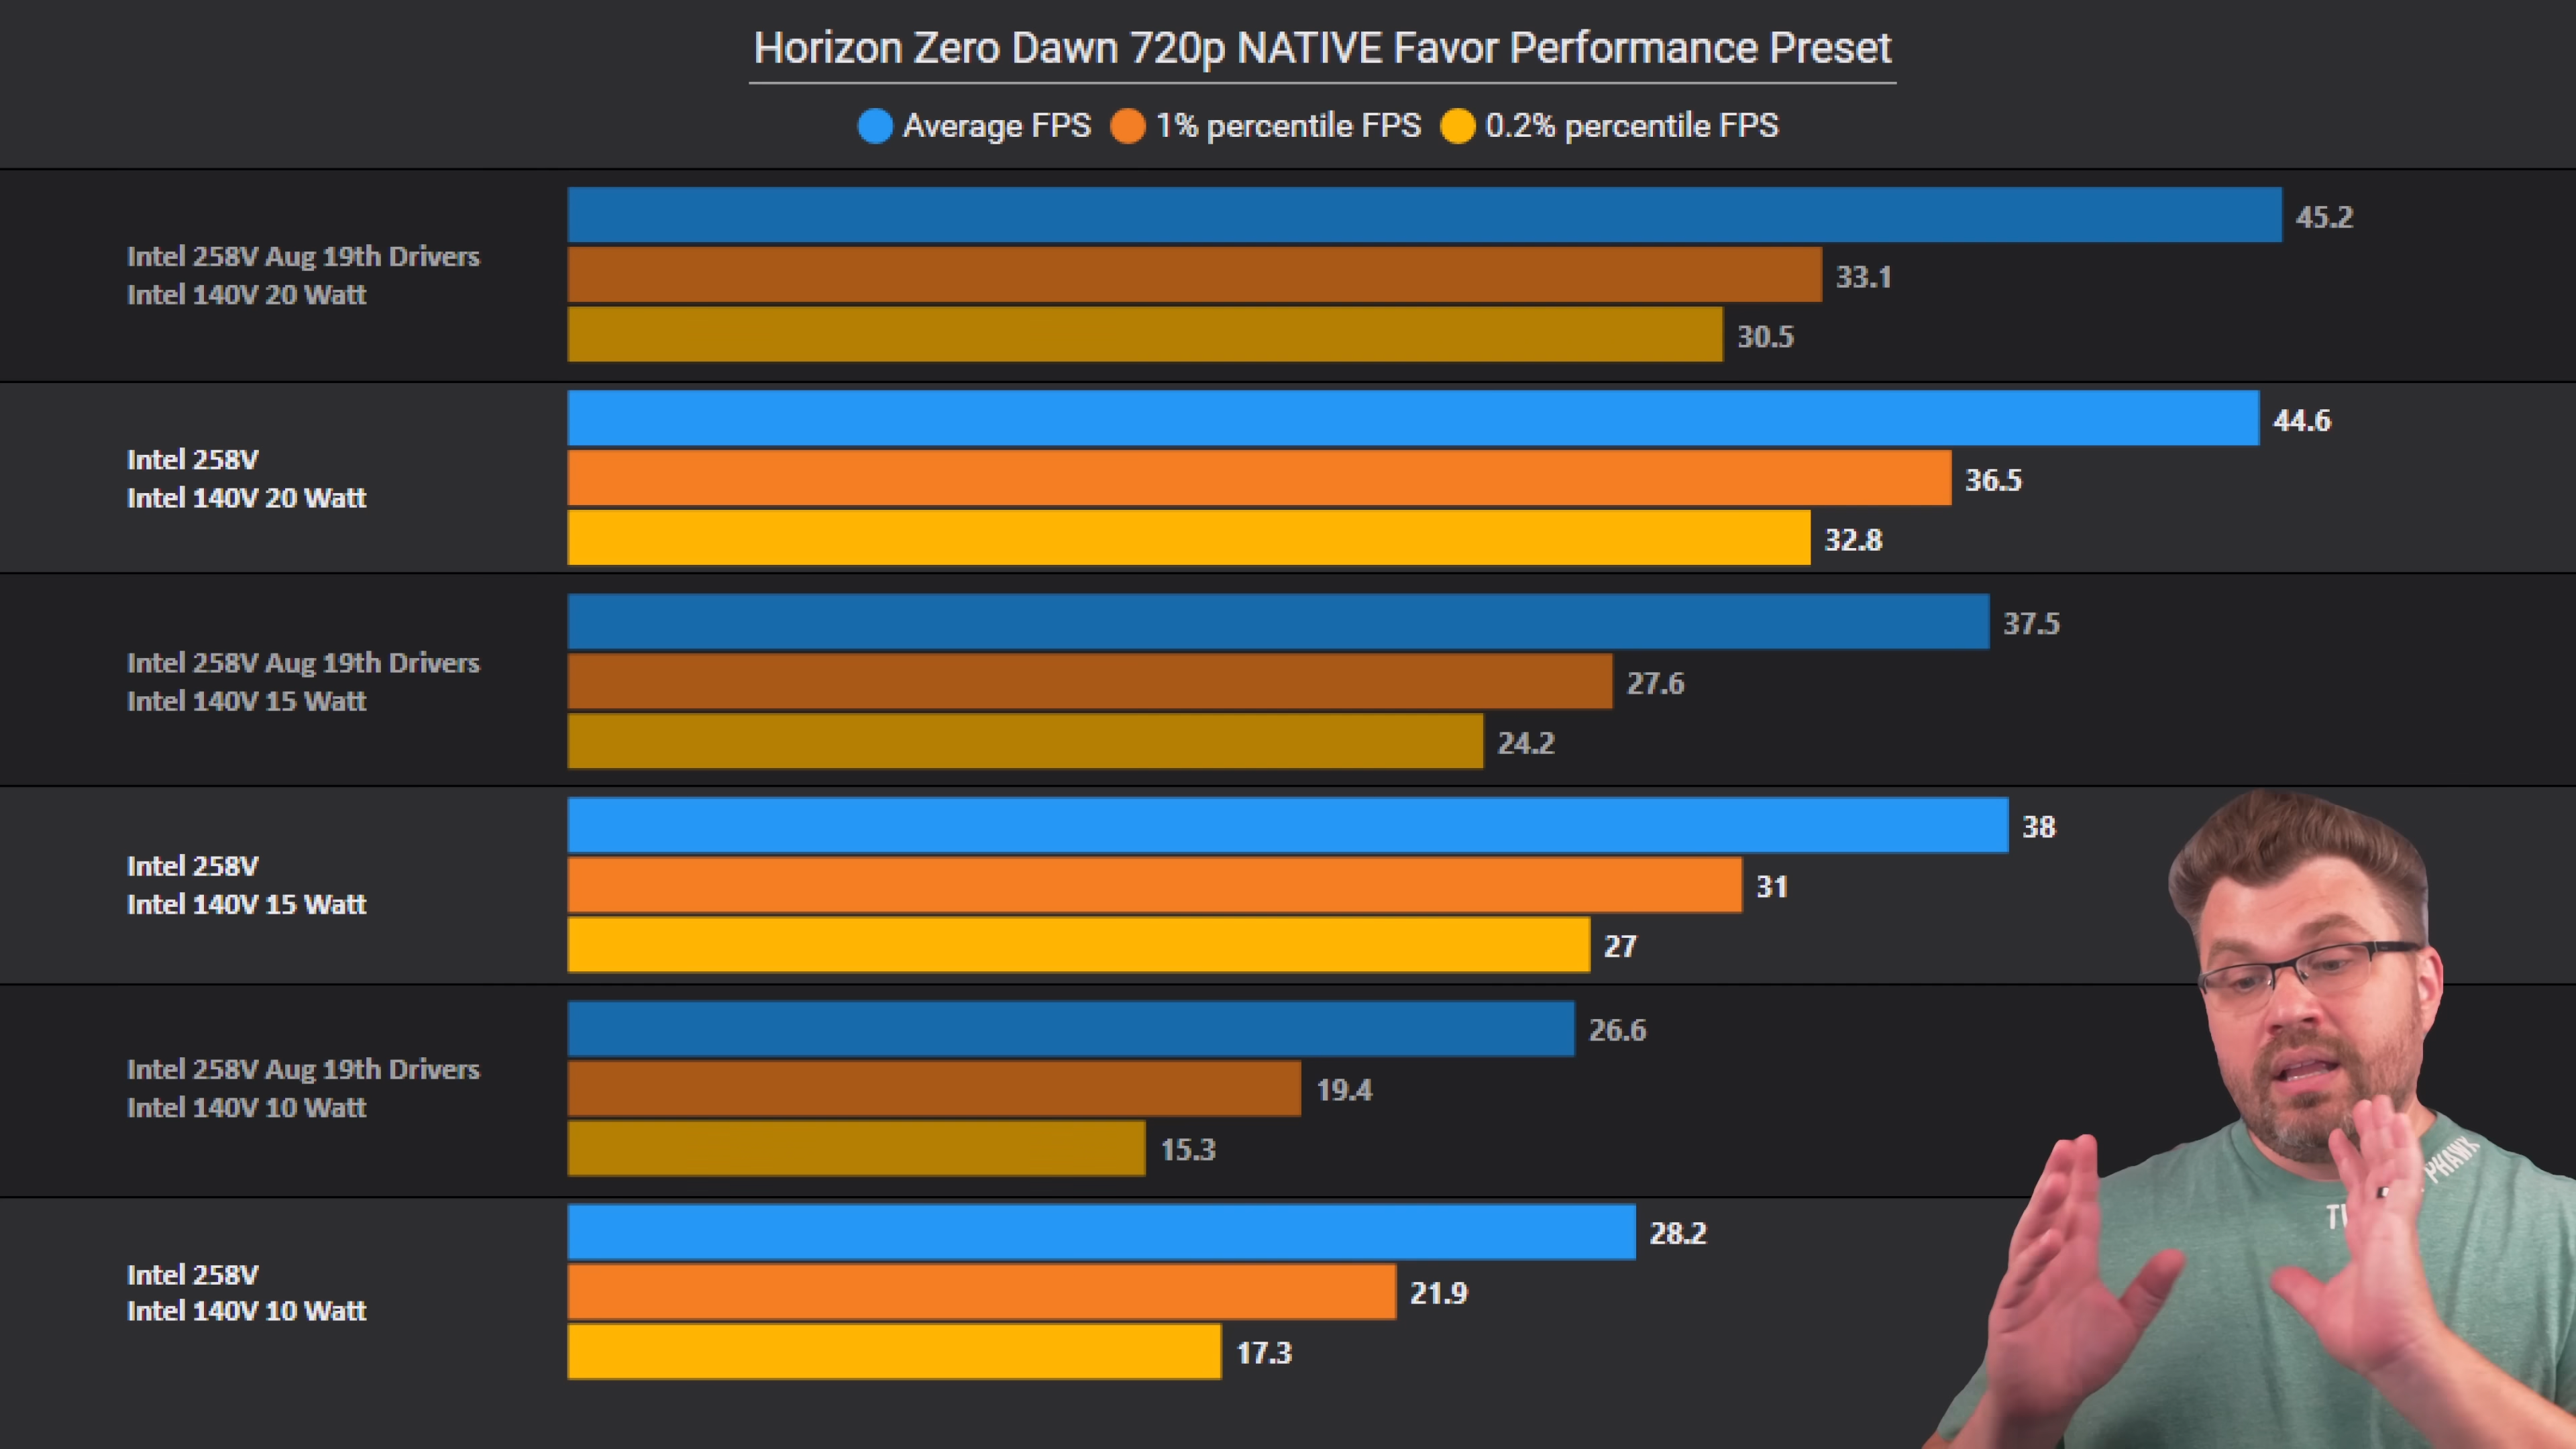 Horizon Zero Dawn 720p NATIVE Favor Performance Preset
Average FPS 1% percentile FPS 0.2% percentile FPS
45.2
Intel 258V Aug 19th Drivers
33.1
Intel 140V 20 Watt
30.5
44.6
Intel 258V
36.5
Intel 140V 20 Watt
32.8
37.5
Intel 258V Aug 19th Drivers
27.6
Intel 140V 15 Watt
24.2
38
Intel 258V
31
Intel 140V 15 Watt
27
26.6
Intel 258V Aug 19th Drivers
19.4
Intel 140V 10 Watt
15.3
28.2
Intel 258V
21.9
Intel 140V 10 Watt
17.3